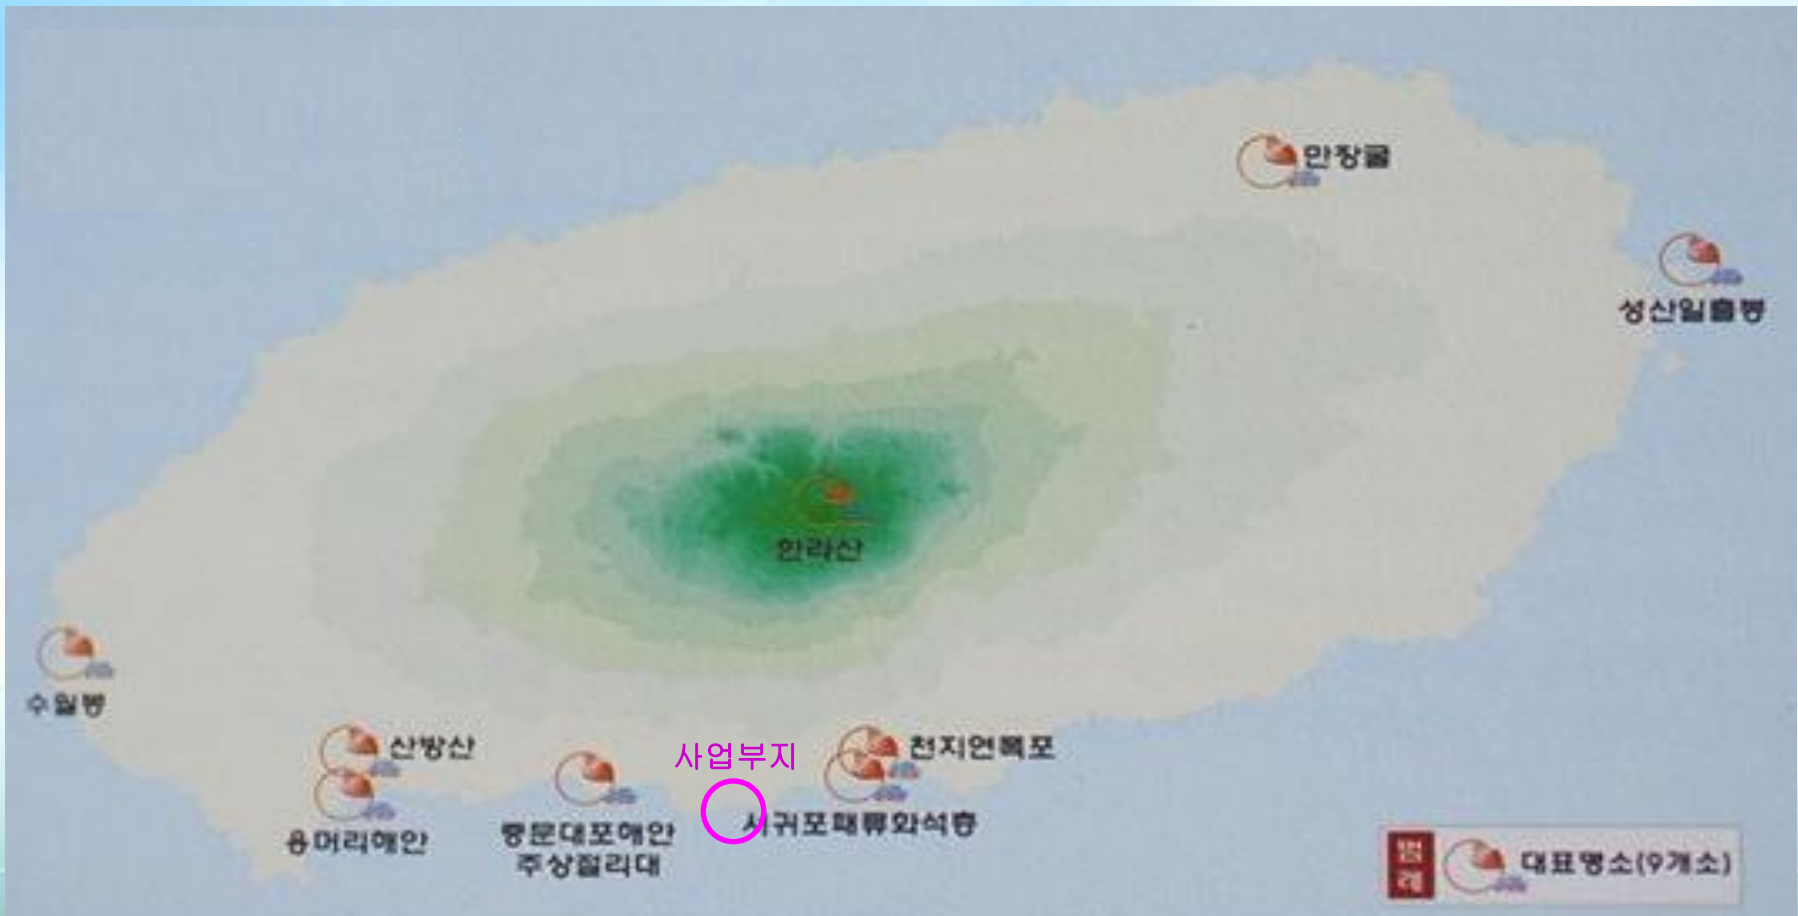 만장굴
성산일출봉
한라산
수월봉
산방산
용머리해안
중문대포해안
주상절리대
사업부지
천지연폭포
서귀포패류화석층
범례
대표명소(9개소)